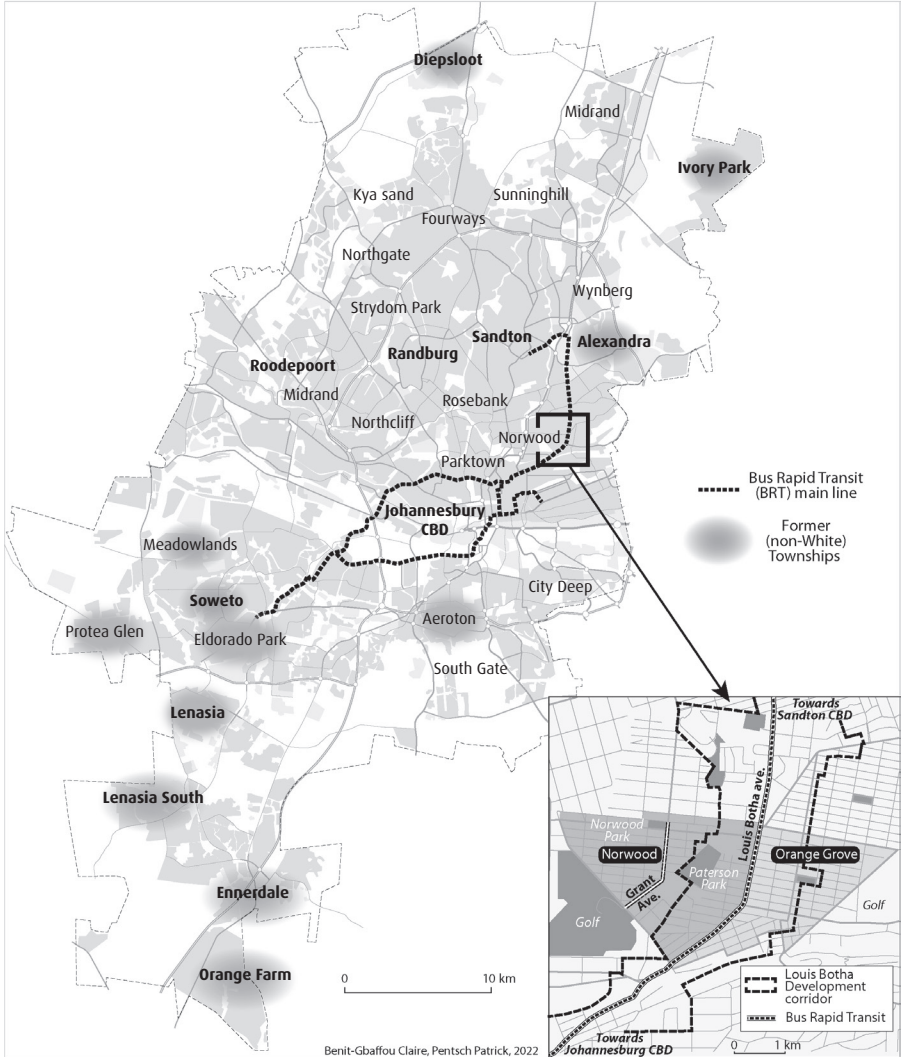 Diepsloot
Midrand
Ivory Park
Kya sand
Sunninghill
Fourways
Northgate
Wynberg
Strydom Park
Sandton
Alexandra
Randburg
Roodepoort
Midrand
Rosebank
Northcliff
Norwood
Parktown
Bus Rapid Transit
(BRT) main line
Johannesbury
CBD
Former
(non-White)
Townships
Meadowlands
City Deep
Soweto
Aeroton
Protea Glen
Eldorado Park
South Gate
Lenasia
Lenasia South
Ennerdale
Orange Farm
0 10 km
Benit-Gbaffou Claire, Pentsch Patrick, 2022
Towards
Sandton CBD
Louis Botha ave.
Norwood
Park
Norwood
Orange Grove
Paterson
Park
Grant
Ave.
Golf
Golf
Louis Botha
Development
corridor
Bus Rapid Transit
Towards
Johannesburg CBD
0 1 km